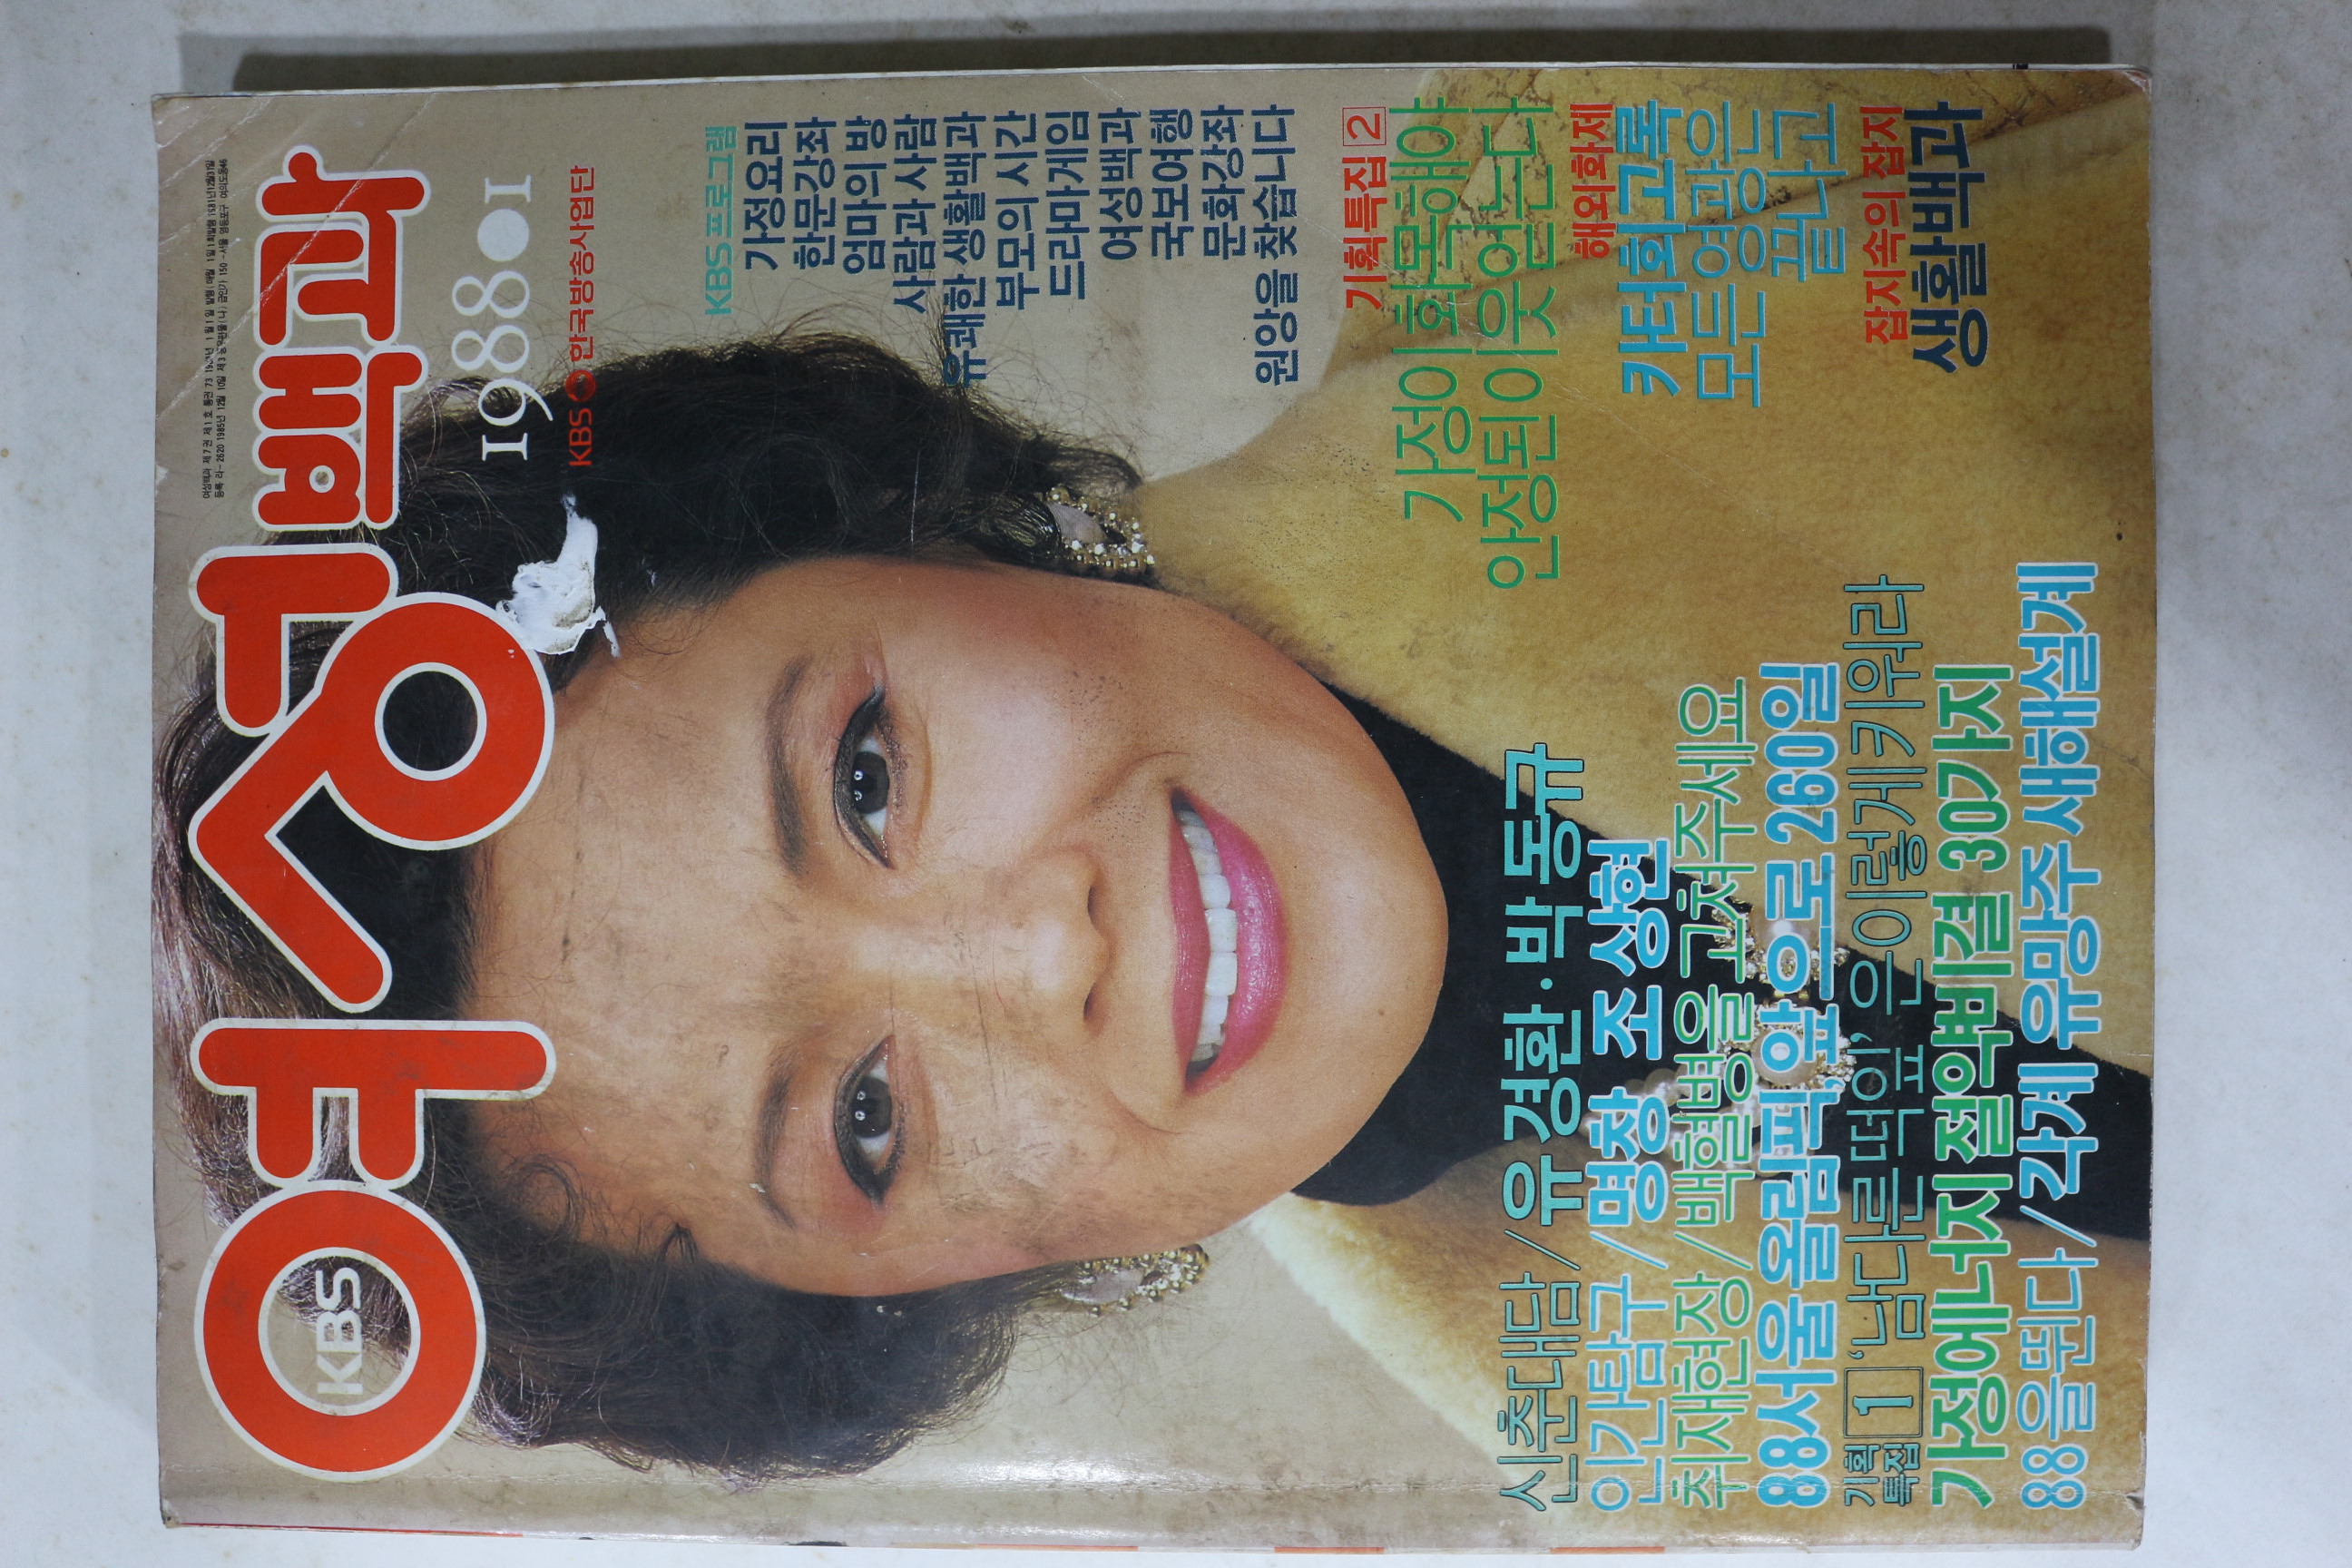 여성백과
KBS
1988●1
KBS 한국방송사업단
KBS 프로그램
가정요리
한문강좌
엄마의 방
사람과 사람
유쾌한 생활백과
부모의 시간
드라마게임
여성백과
국보여행
문화강좌
원앙을 찾습니다
기획특집 2
가정이화목해야
안정된이웃얻는다
해외화제
카터회고록
모든영광은
끝나고
잡지속의 잡지
생활백과
신춘대담/유경환·박동규
인간탐구/명창 조상현
취재현장/백혈병을고쳐주세요
88서울올림픽, 앞으로 260일
기획특집 1 ‘남다른떡잎’은이렇게키워라
가정에너지절약비결 30가지
88을뛴다/각계 유망주 새해설계